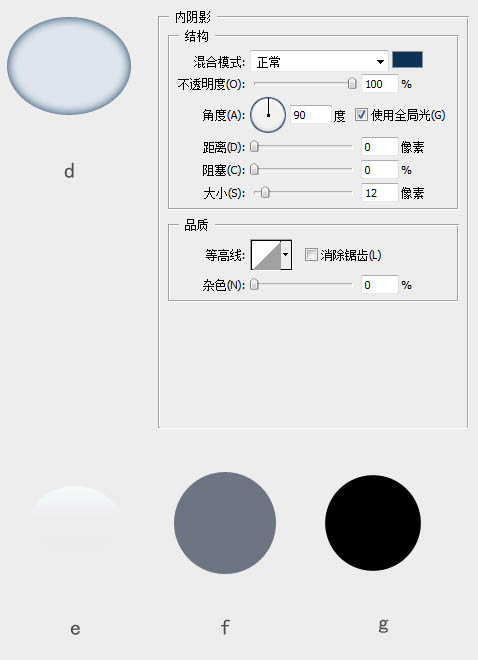 内阴影
结构
混合模式: 正常
不透明度(O): 100 %
角度(A): 90 度 使用全局光(G)
距离(D): 0 像素
阻塞(C): 0 %
大小(S): 12 像素
品质
等高线: 消除锯齿(L)
杂色(N): 0 %
d
e f g